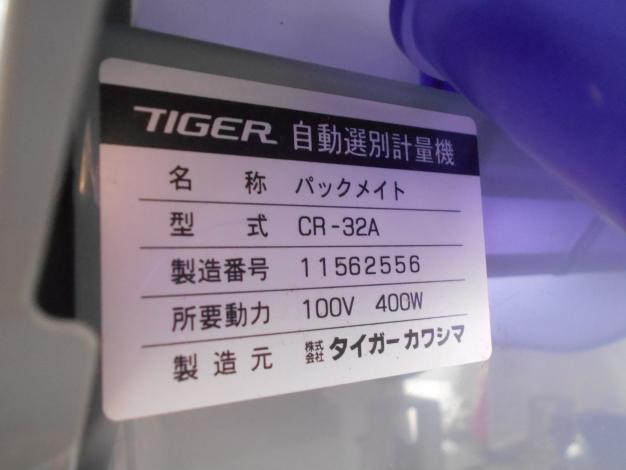 TIGER 自動選別計量機
名称 パックメイト
型式 CR-32A
製造番号 11562556
所要動力 100V 400W
製造元 株式会社 タイガーカワシマ